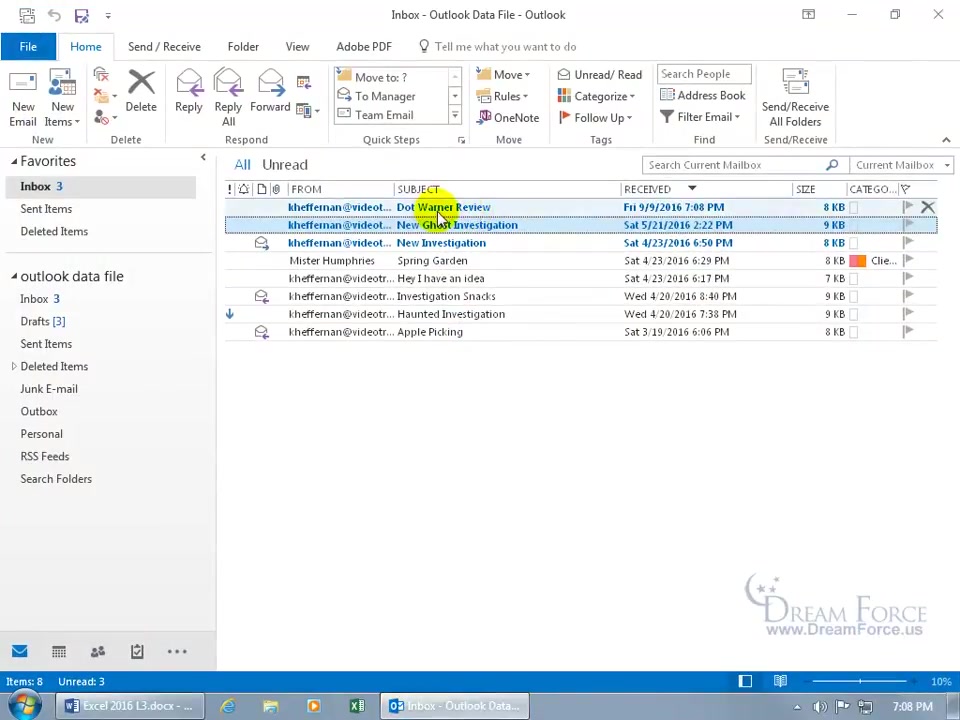 Inbox - Outlook Data File - Outlook
File Home Send / Receive Folder View Adobe PDF Tell me what you want to do
New Email
New Items
Delete
Reply
Reply All
Forward
Move to: ?
To Manager
Team Email
Move
Rules
OneNote
Unread/ Read
Categorize
Follow Up
Search People
Address Book
Filter Email
Send/Receive All Folders
New Delete Respond Quick Steps Move Tags Find Send/Receive
Favorites
Inbox 3
Sent Items
Deleted Items
outlook data file
Inbox 3
Drafts [3]
Sent Items
Deleted Items
Junk E-mail
Outbox
Personal
RSS Feeds
Search Folders
All Unread Search Current Mailbox Current Mailbox
! FROM SUBJECT RECEIVED SIZE CATEGO...
kheffernan@videot... Dot Warner Review Fri 9/9/2016 7:08 PM 8 KB
kheffernan@videot... New Ghost Investigation Sat 5/21/2016 2:22 PM 9 KB
kheffernan@videot... New Investigation Sat 4/23/2016 6:50 PM 8 KB
Mister Humphries Spring Garden Sat 4/23/2016 6:29 PM 8 KB Clie...
kheffernan@videotr... Hey I have an idea Sat 4/23/2016 6:17 PM 7 KB
kheffernan@videotr... Investigation Snacks Wed 4/20/2016 8:40 PM 9 KB
kheffernan@videotr... Haunted Investigation Wed 4/20/2016 7:38 PM 9 KB
kheffernan@videotr... Apple Picking Sat 3/19/2016 6:06 PM 8 KB
DREAM FORCE
www.DreamForce.us
Items: 8 Unread: 3 10%
Excel 2016 L3.docx - ... Inbox - Outlook Data... 7:08 PM